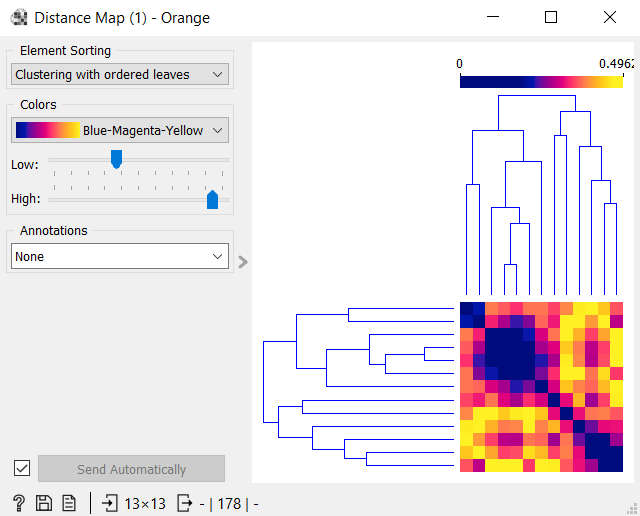 Distance Map (1) - Orange
Element Sorting
Clustering with ordered leaves
Colors
Blue-Magenta-Yellow
Low:
High:
Annotations
None
Send Automatically
13×13
- | 178 | -
0
0.4962